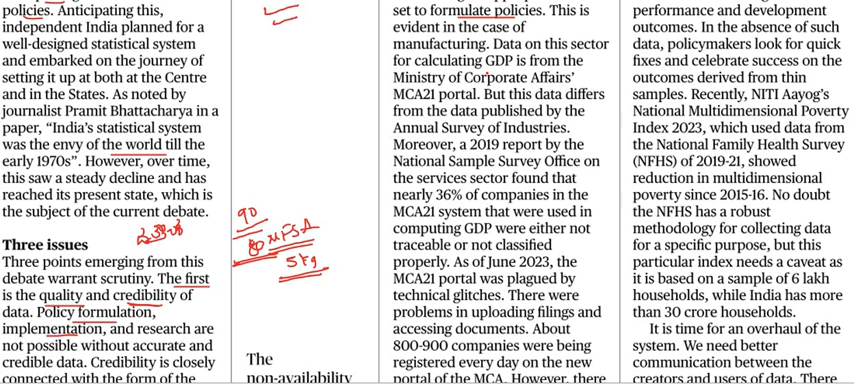 policies. Anticipating this,
independent India planned for a
well-designed statistical system
and embarked on the journey of
setting it up at both at the Centre
and in the States. As noted by
journalist Pramit Bhattacharya in a
paper, “India’s statistical system
was the envy of the world till the
early 1970s”. However, over time,
this saw a steady decline and has
reached its present state, which is
the subject of the current debate.
Three issues
Three points emerging from this
debate warrant scrutiny. The first
is the quality and credibility of
data. Policy formulation,
implementation, and research are
not possible without accurate and
credible data. Credibility is closely
connected with the form of the
90
80 NFSA
5kg
The
non-availability
set to formulate policies. This is
evident in the case of
manufacturing. Data on this sector
for calculating GDP is from the
Ministry of Corporate Affairs’
MCA21 portal. But this data differs
from the data published by the
Annual Survey of Industries.
Moreover, a 2019 report by the
National Sample Survey Office on
the services sector found that
nearly 36% of companies in the
MCA21 system that were used in
computing GDP were either not
traceable or not classified
properly. As of June 2023, the
MCA21 portal was plagued by
technical glitches. There were
problems in uploading filings and
accessing documents. About
800-900 companies were being
registered every day on the new
portal of the MCA. However, there
performance and development
outcomes. In the absence of such
data, policymakers look for quick
fixes and celebrate success on the
outcomes derived from thin
samples. Recently, NITI Aayog’s
National Multidimensional Poverty
Index 2023, which used data from
the National Family Health Survey
(NFHS) of 2019-21, showed
reduction in multidimensional
poverty since 2015-16. No doubt
the NFHS has a robust
methodology for collecting data
for a specific purpose, but this
particular index needs a caveat as
it is based on a sample of 6 lakh
households, while India has more
than 30 crore households.
It is time for an overhaul of the
system. We need better
communication between the
creators and users of data. There